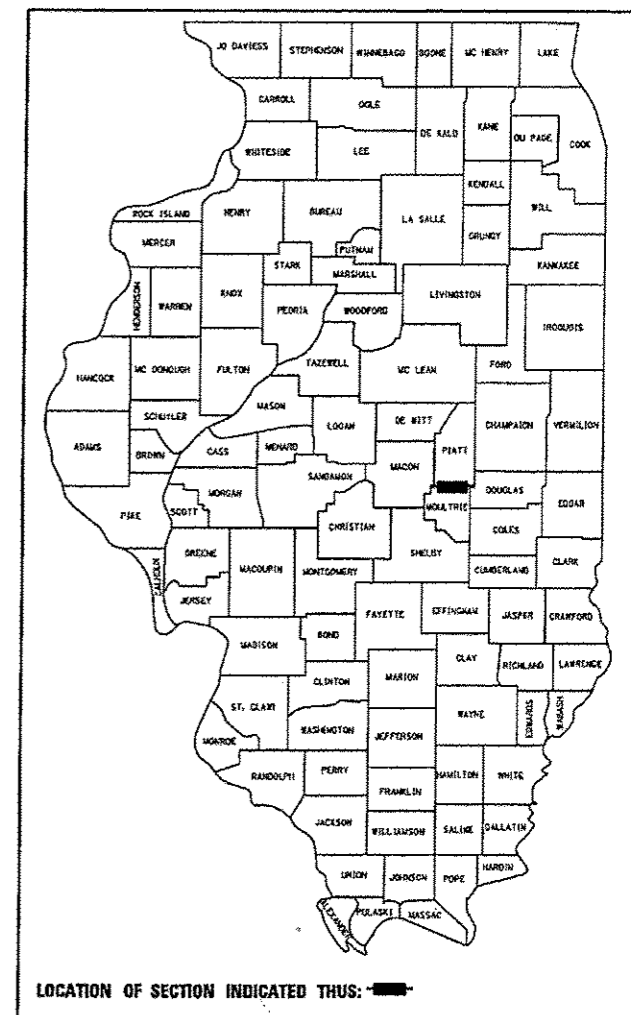 JO DAVIESS STEPHENSON WINNEBAGO BOONE MC HENRY LAKE
CARROLL OGLE DE KALB KANE DU PAGE COOK
WHITESIDE LEE KENDALL WILL
ROCK ISLAND HENRY BUREAU LA SALLE GRUNDY
MERCER PUTNAM KANKAKEE
STARK MARSHALL
HENDERSON WARREN KNOX PEORIA WOODFORD LIVINGSTON IROQUOIS
HANCOCK MC DONOUGH FULTON TAZEWELL MC LEAN FORD
SCHUYLER MASON LOGAN DE WITT CHAMPAIGN VERMILION
ADAMS BROWN CASS MENARD MACON PIATT
SANGAMON
PIKE SCOTT MORGAN CHRISTIAN MOULTRIE DOUGLAS EDGAR
COLES
CALHOUN GREENE MACOUPIN MONTGOMERY SHELBY CUMBERLAND CLARK
JERSEY FAYETTE EFFINGHAM JASPER CRAWFORD
MADISON BOND CLAY RICHLAND LAWRENCE
CLINTON MARION
ST. CLAIR WAYNE EDWARDS WABASH
MONROE WASHINGTON JEFFERSON
RANDOLPH PERRY HAMILTON WHITE
FRANKLIN
JACKSON WILLIAMSON SALINE GALLATIN
UNION JOHNSON POPE HARDIN
ALEXANDER PULASKI MASSAC
LOCATION OF SECTION INDICATED THUS: